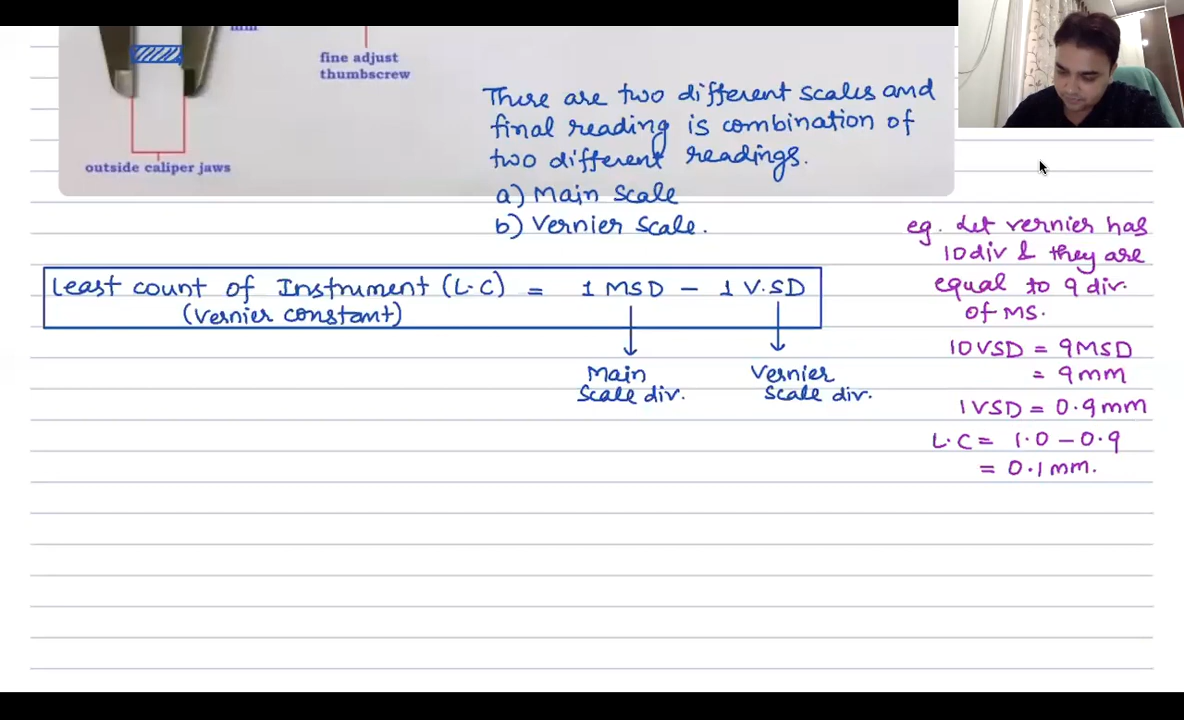 mm
fine adjust
thumbscrew
outside caliper jaws
There are two different scales and
final reading is combination of
two different readings.
a) Main Scale
b) Vernier Scale.
Least count of Instrument (L.C) = 1 MSD - 1 V.SD
(Vernier constant)
Main
Scale div.
Vernier
Scale div.
eg. Let vernier has
10 div & they are
equal to 9 div.
of MS.
10VSD = 9MSD
= 9mm
1VSD = 0.9mm
L.C = 1.0 - 0.9
= 0.1mm.